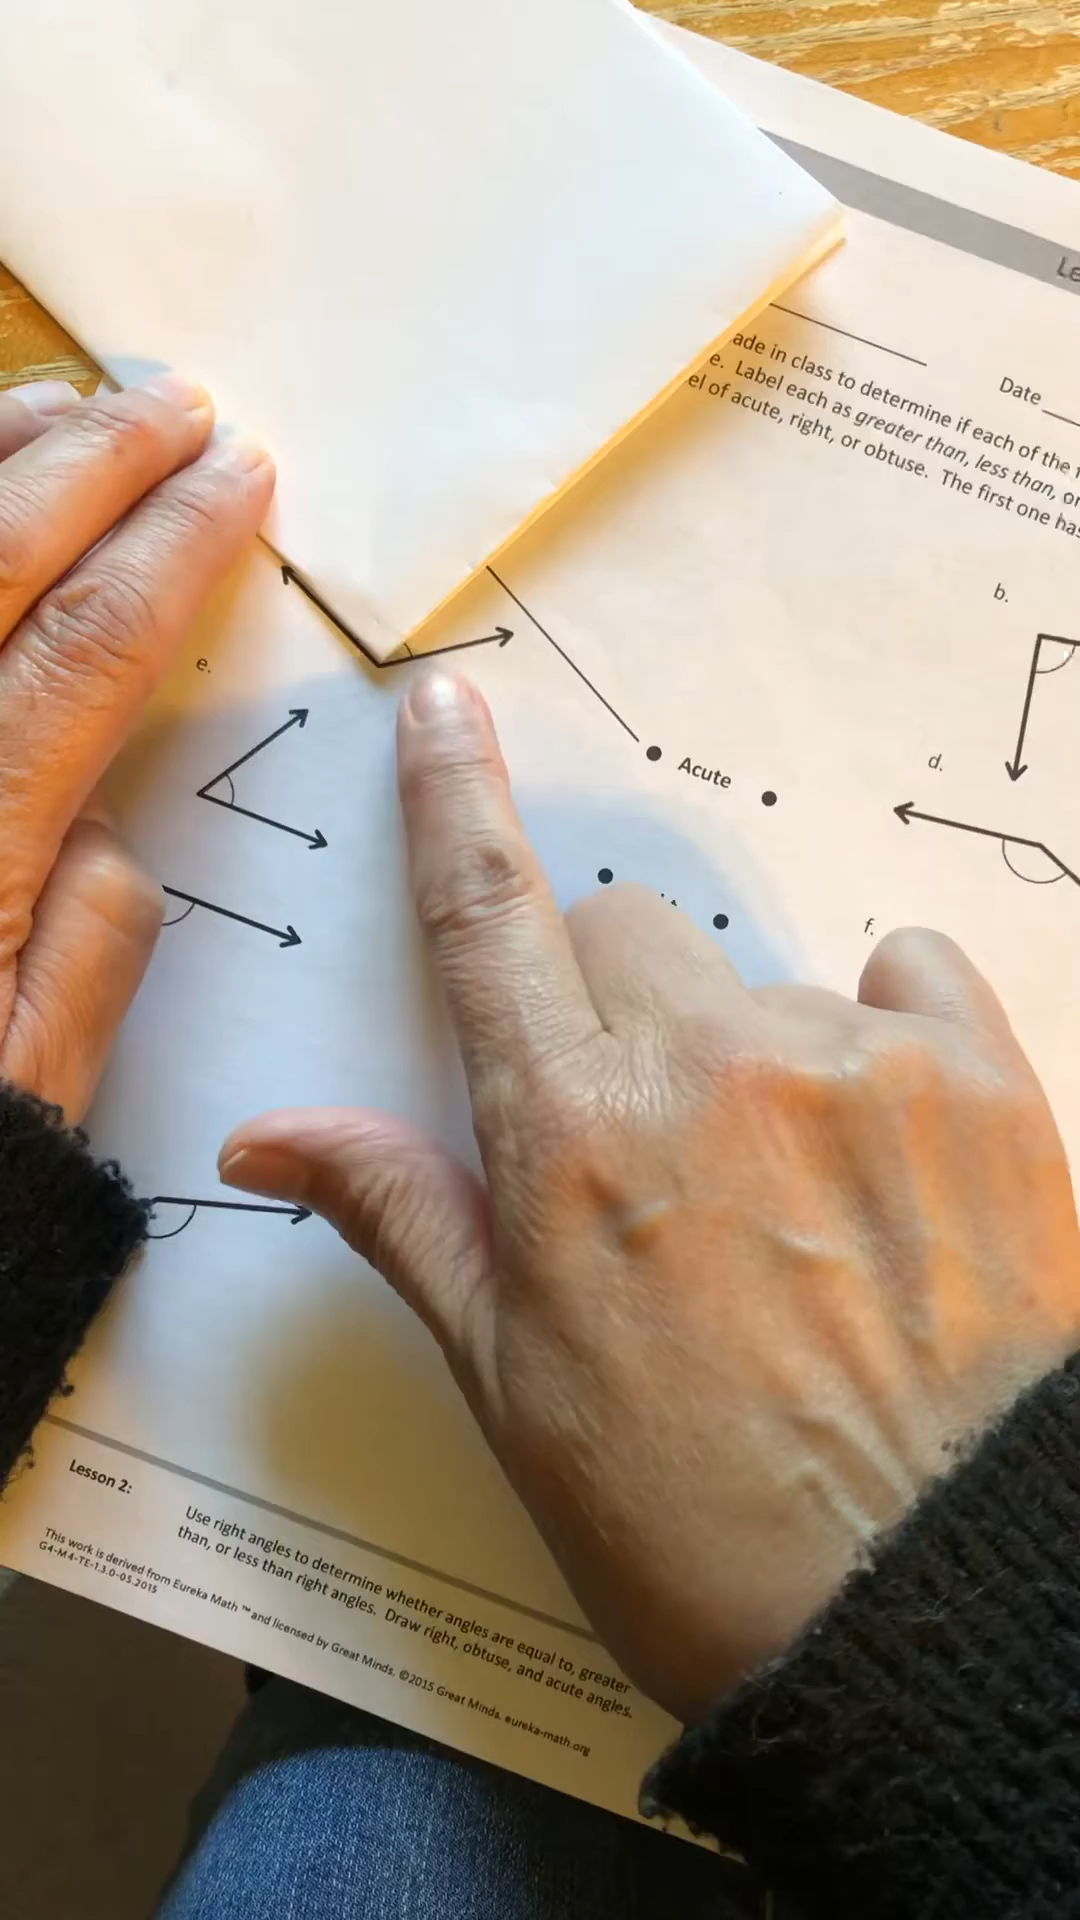 Date
ade in class to determine if each of the
e. Label each as greater than, less than, or
el of acute, right, or obtuse. The first one has
b.
e.
d.
Acute
f.
Lesson 2:
Use right angles to determine whether angles are equal to, greater
than, or less than right angles. Draw right, obtuse, and acute angles.
This work is derived from Eureka Math ™ and licensed by Great Minds. ©2015 Great Minds. eureka-math.org
G4-M4-TE-1.3.0-05.2015